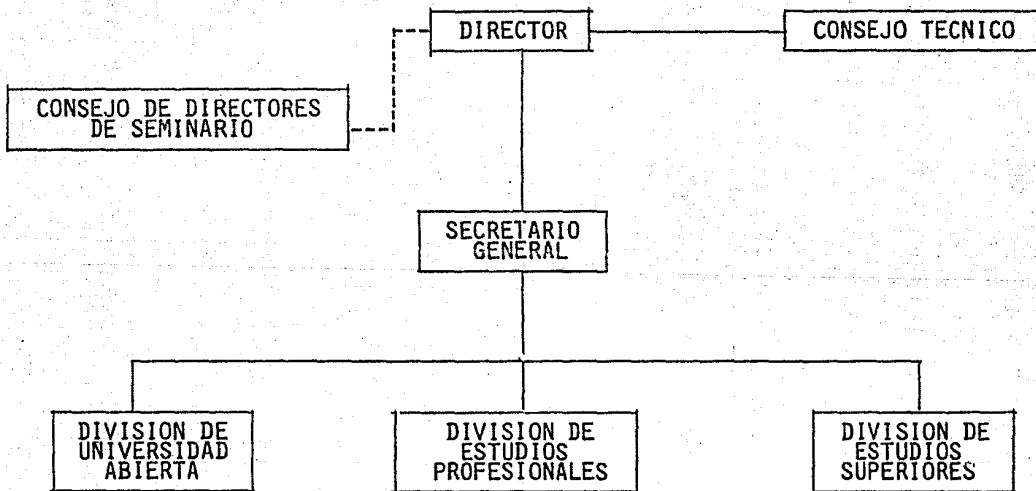 DIRECTOR
CONSEJO TECNICO
CONSEJO DE DIRECTORES
DE SEMINARIO
SECRETARIO
GENERAL
DIVISION DE
UNIVERSIDAD
ABIERTA
DIVISION DE
ESTUDIOS
PROFESIONALES
DIVISION DE
ESTUDIOS
SUPERIORES